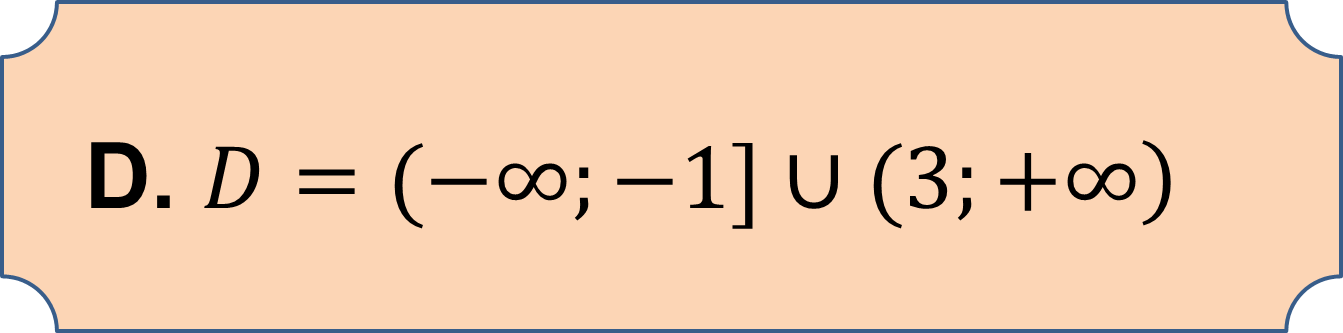 D. D = (−∞; −1] ∪ (3; +∞)